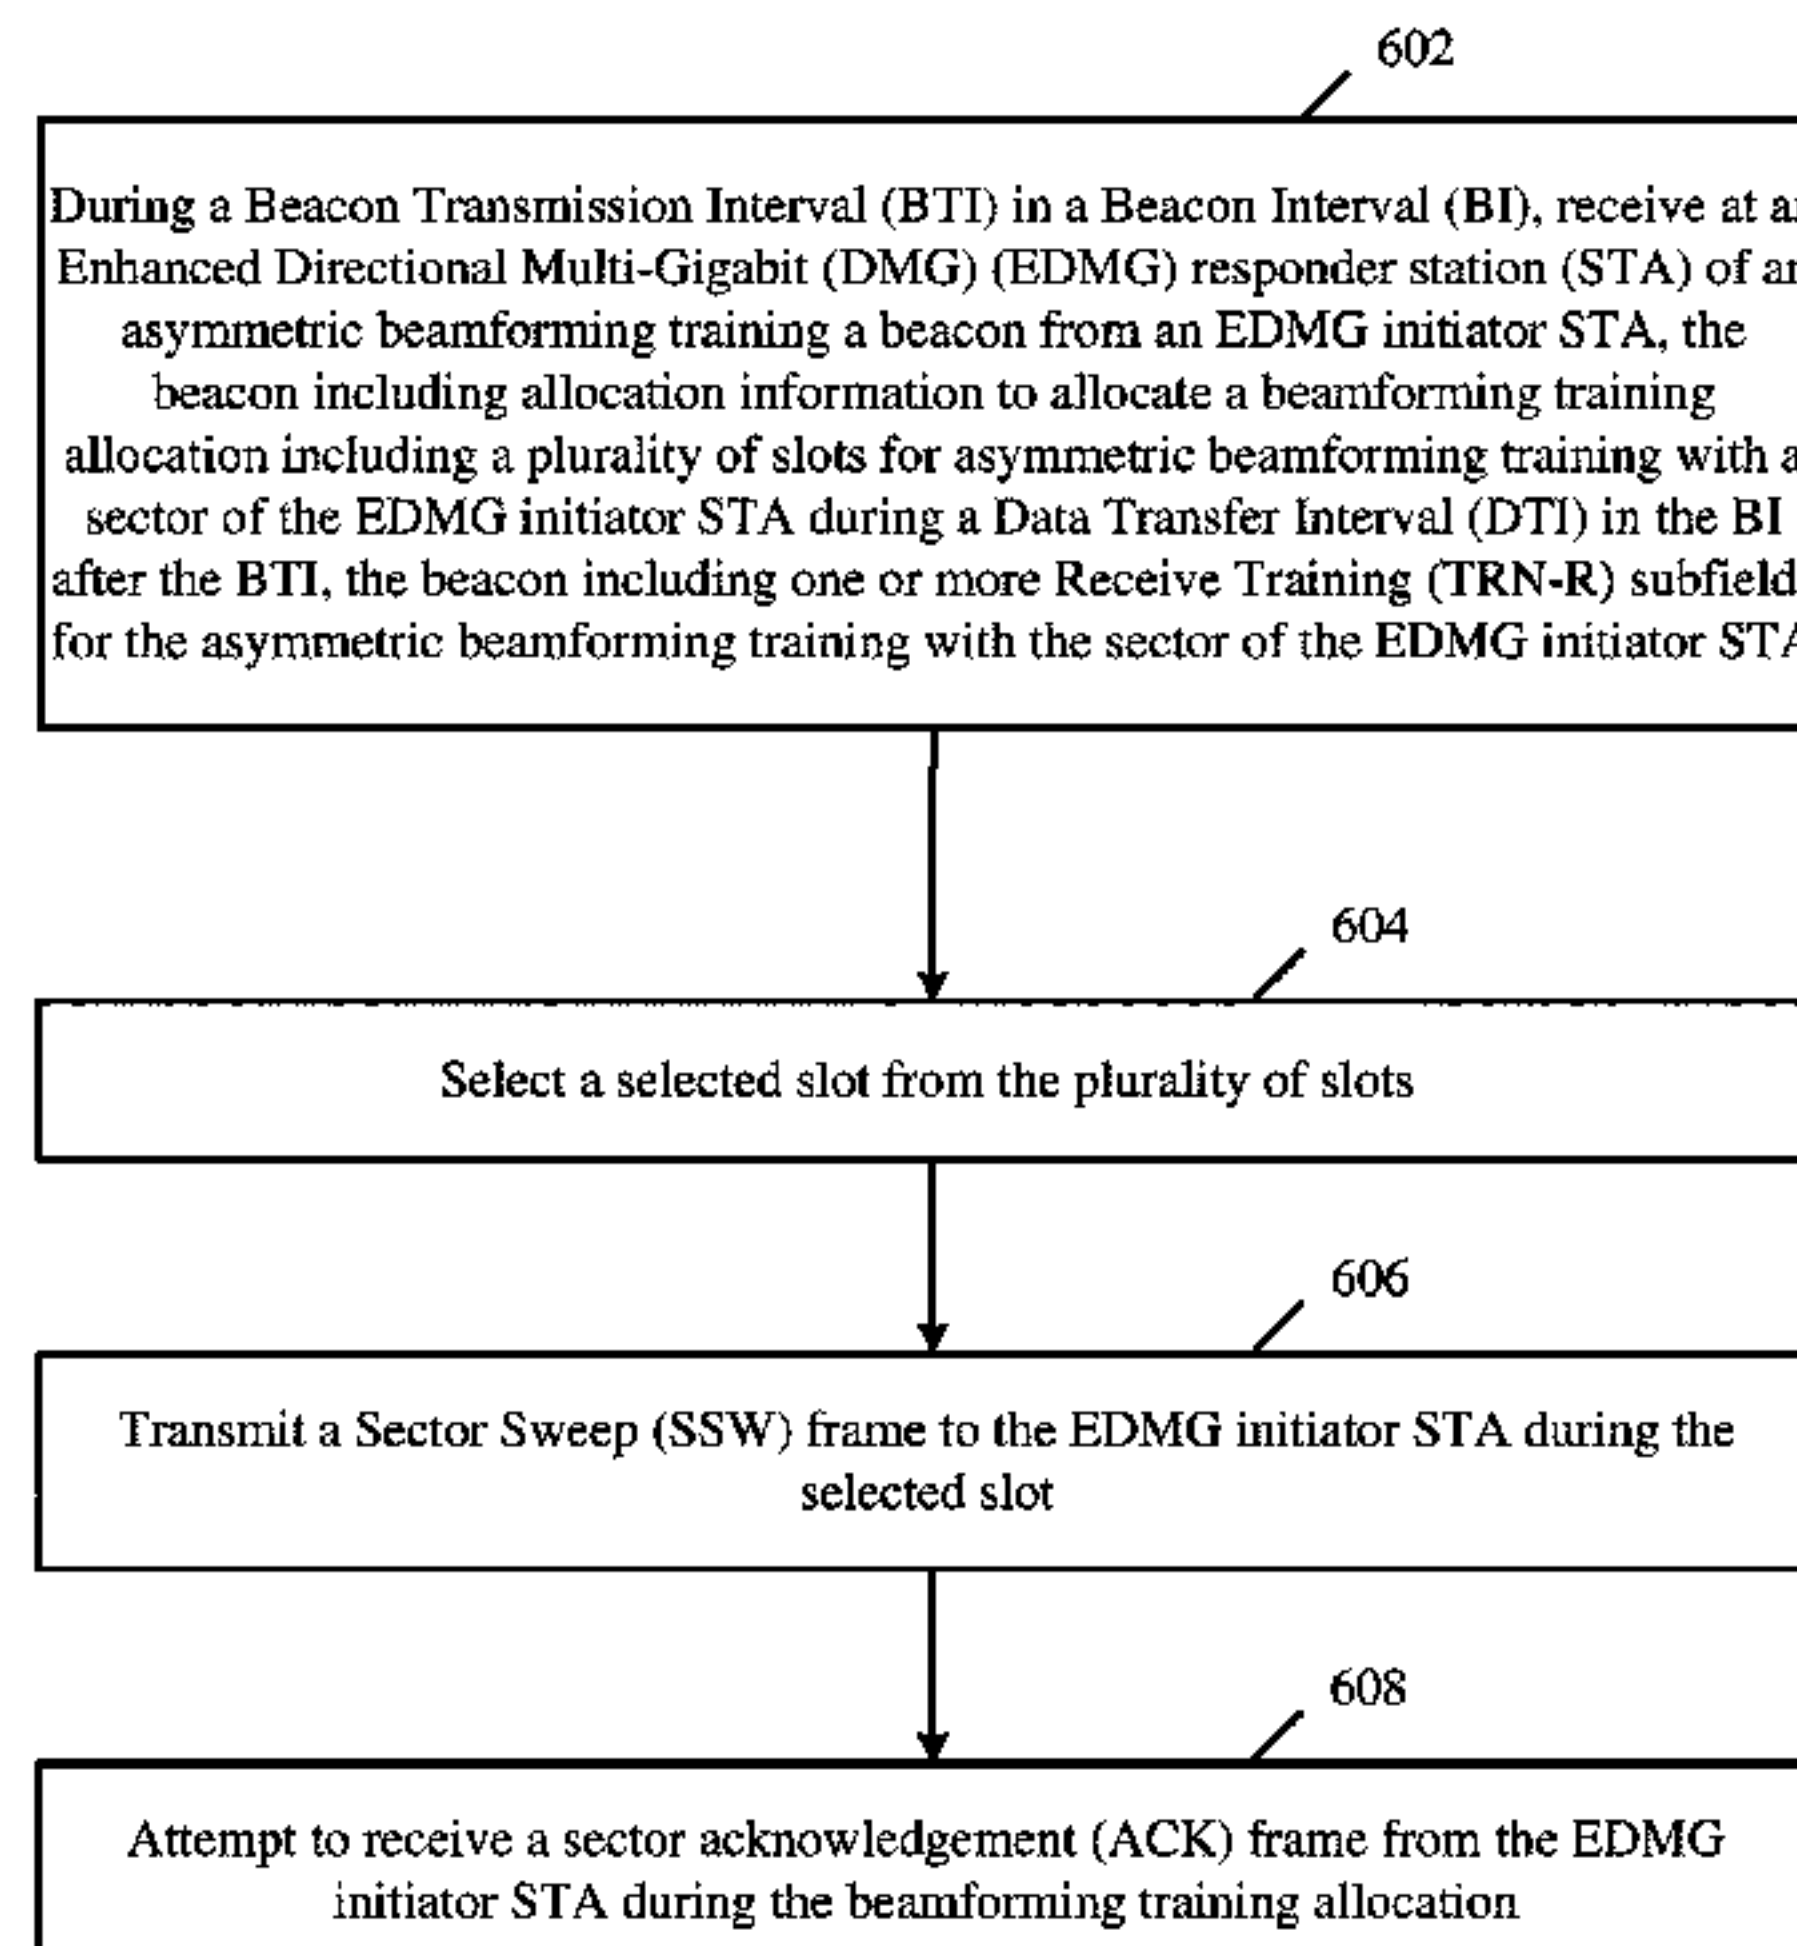 602
During a Beacon Transmission Interval (BTI) in a Beacon Interval (BI), receive at
Enhanced Directional Multi-Gigabit (DMG) (EDMG) responder station (STA) of
asymmetric beamforming training a beacon from an EDMG initiator STA, the
beacon including allocation information to allocate a beamforming training
allocation including a plurality of slots for asymmetric beamforming training with a
sector of the EDMG initiator STA during a Data Transfer Interval (DTI) in the BI
after the BTI, the beacon including one or more Receive Training (TRN-R) subfield
for the asymmetric beamforming training with the sector of the EDMG initiator STA
604
Select a selected slot from the plurality of slots
606
Transmit a Sector Sweep (SSW) frame to the EDMG initiator STA during the
selected slot
608
Attempt to receive a sector acknowledgement (ACK) frame from the EDMG
initiator STA during the beamforming training allocation